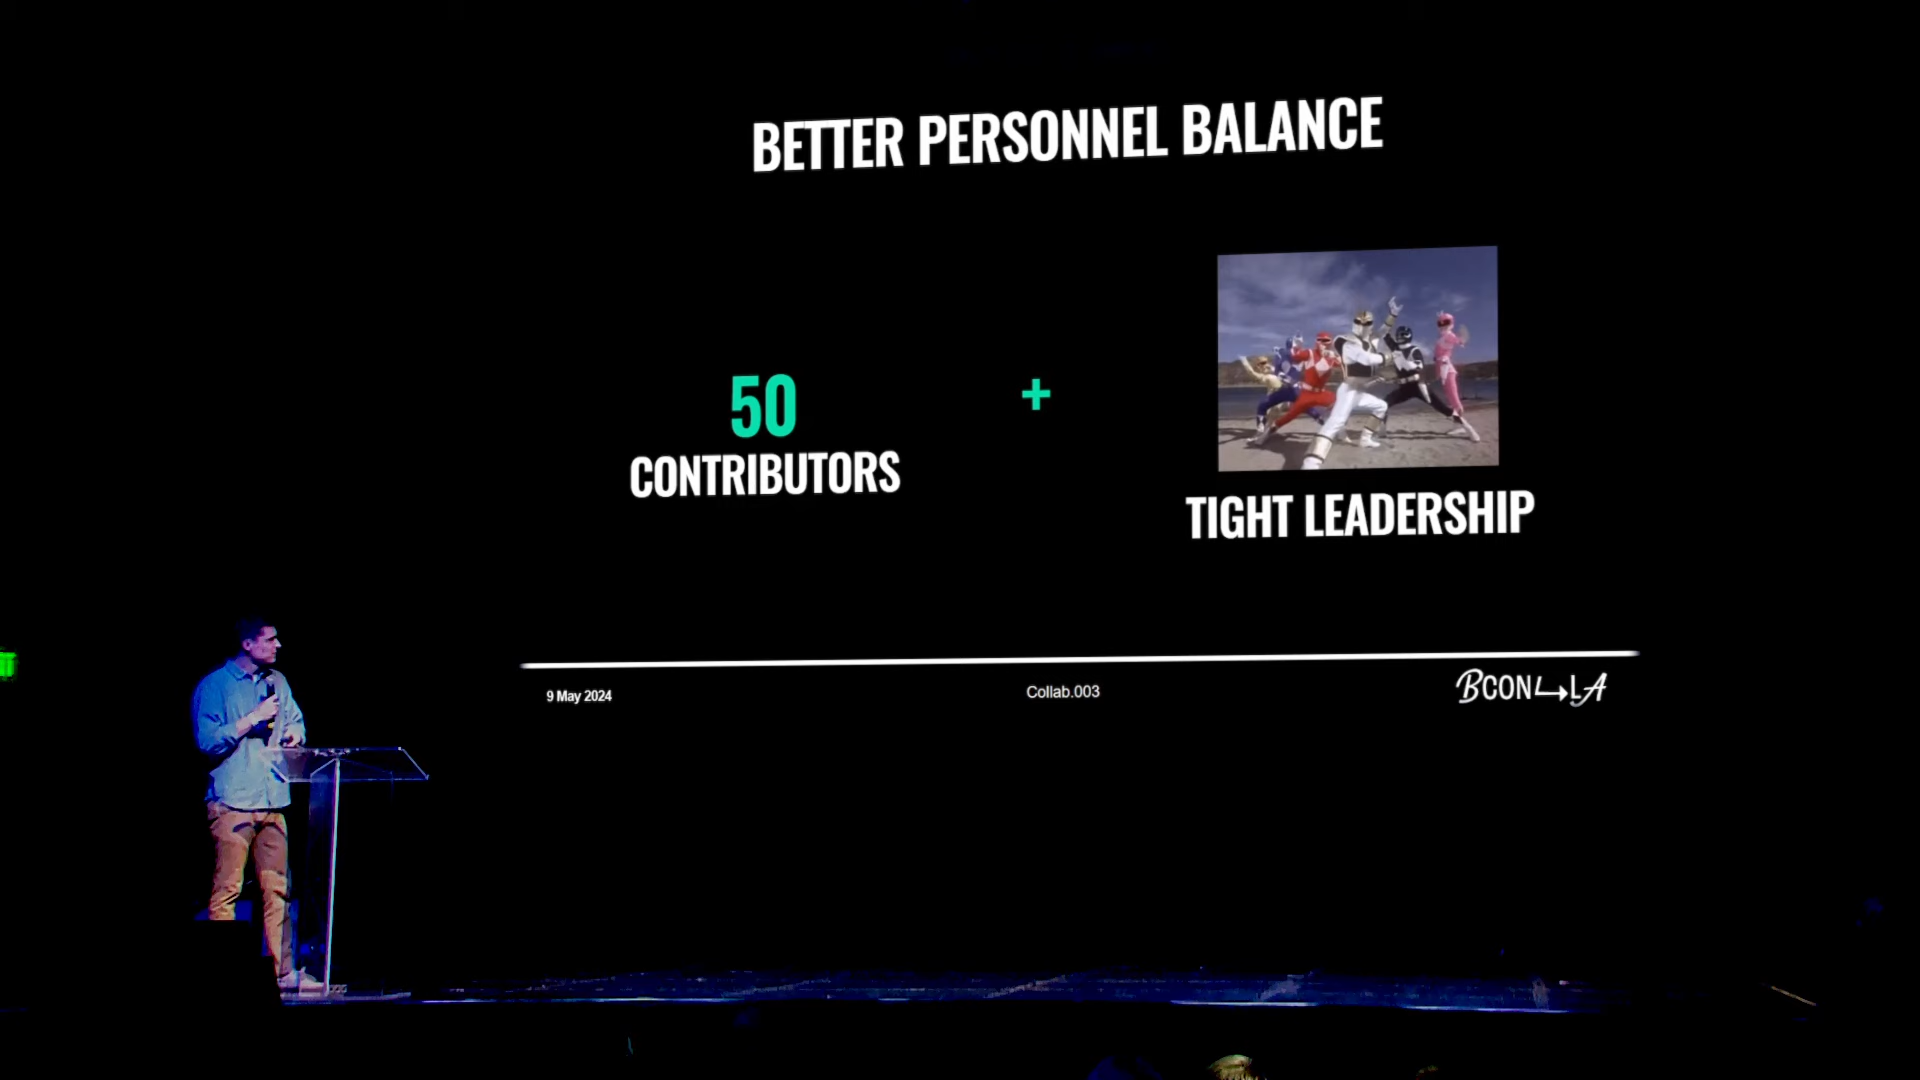 BETTER PERSONNEL BALANCE
50
CONTRIBUTORS
+
TIGHT LEADERSHIP
9 May 2024
Collab.003
BCON LA